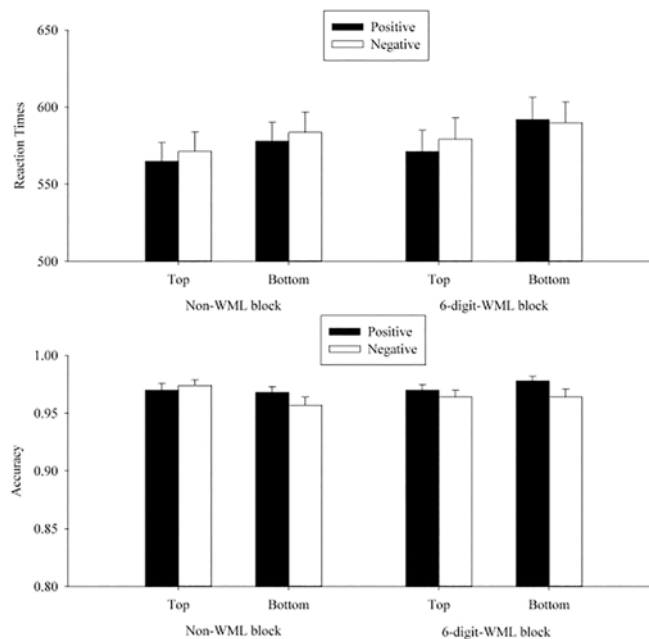 Positive
Negative
650
600
550
500
Reaction Times
Top Bottom Top Bottom
Non-WML block 6-digit-WML block
Positive
Negative
1.00
0.95
0.90
0.85
0.80
Accuracy
Top Bottom Top Bottom
Non-WML block 6-digit-WML block